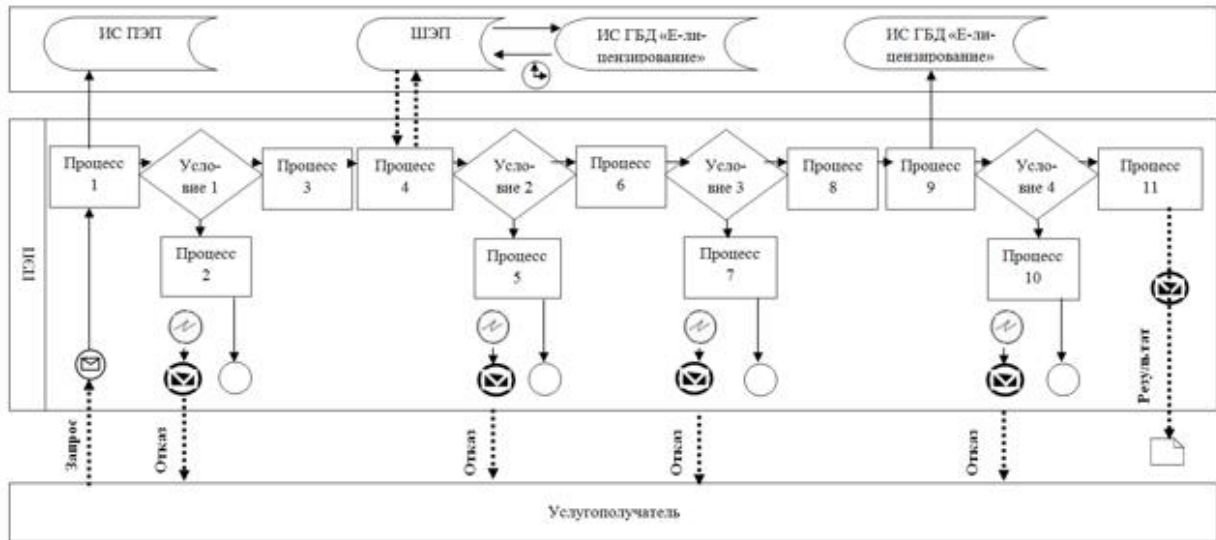 ИС ПЭП
ШЭП
ИС ГБД «Е-ли-
цензирование»
ИС ГБД «Е-ли-
цензирование»
ПЭП
Процесс
1
Усло-
вие 1
Процесс
3
Процесс
4
Усло-
вие 2
Процесс
6
Усло-
вие 3
Процесс
8
Процесс
9
Усло-
вие 4
Процесс
11
Процесс
2
Процесс
5
Процесс
7
Процесс
10
Запрос
Отказ
Отказ
Отказ
Отказ
Результат
Услугополучатель